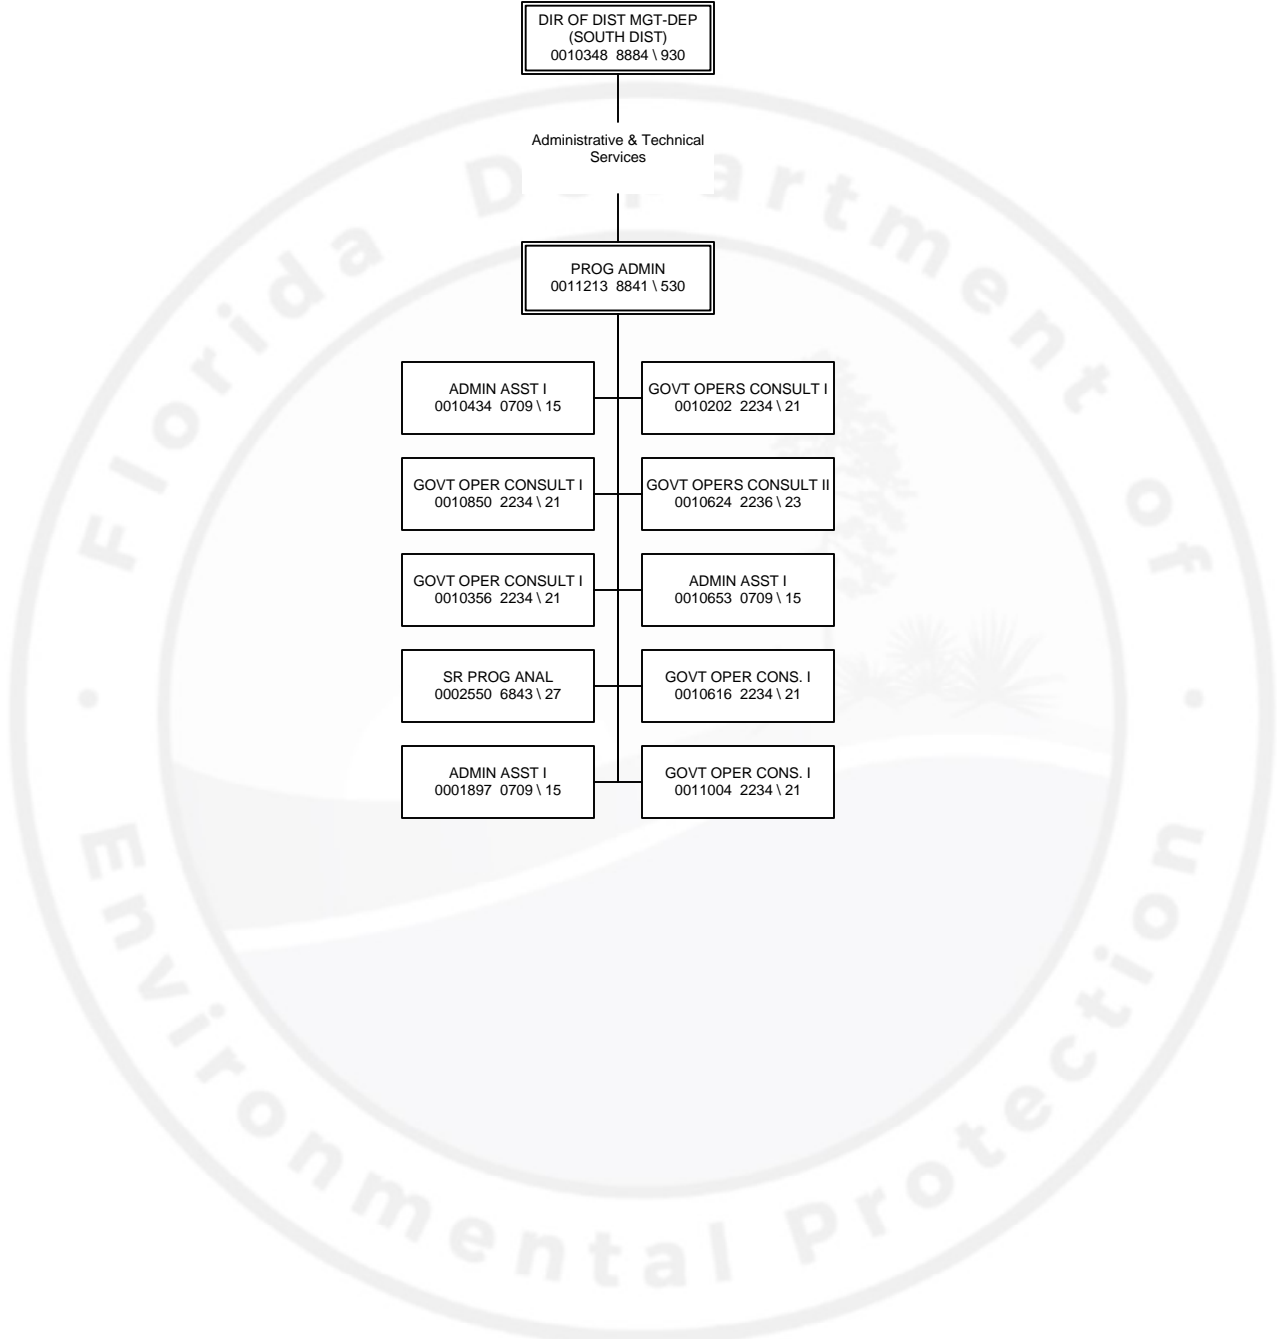 DIR OF DIST MGT-DEP
(SOUTH DIST)
0010348 8884 \ 930
Administrative & Technical
Services
PROG ADMIN
0011213 8841 \ 530
ADMIN ASST I
0010434 0709 \ 15
GOVT OPERS CONSULT I
0010202 2234 \ 21
GOVT OPER CONSULT I
0010850 2234 \ 21
GOVT OPERS CONSULT II
0010624 2236 \ 23
GOVT OPER CONSULT I
0010356 2234 \ 21
ADMIN ASST I
0010653 0709 \ 15
SR PROG ANAL
0002550 6843 \ 27
GOVT OPER CONS. I
0010616 2234 \ 21
ADMIN ASST I
0001897 0709 \ 15
GOVT OPER CONS. I
0011004 2234 \ 21
Florida Department of
• Environmental Protection •